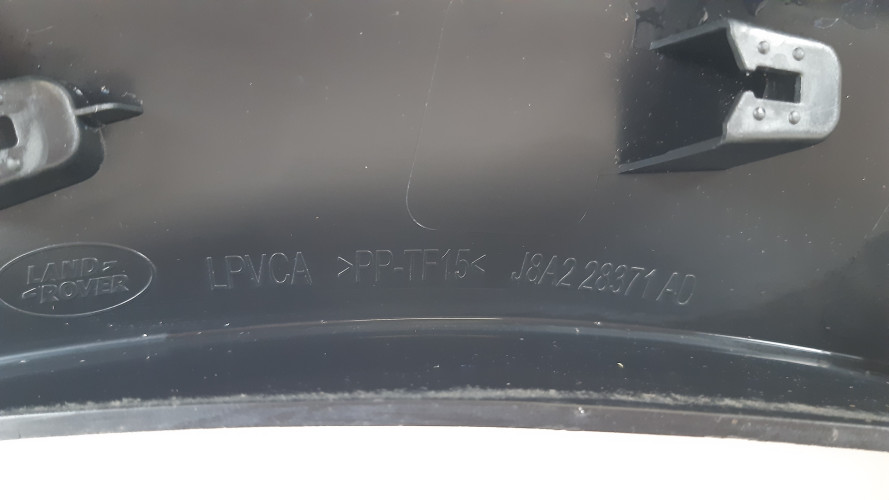 LAND-
-ROVER
LPVCA >PP-TF15< J8A2 28371 AD